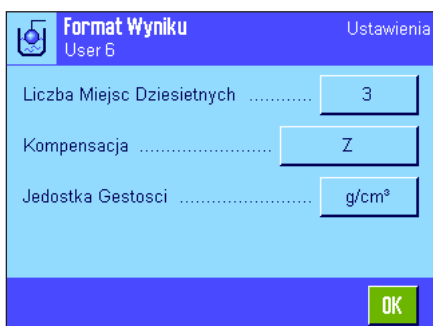 Format Wyniku
User 6
Ustawienia
Liczba Miejsc Dziesietnych ............ 3
Kompensacja ........................ Z
Jedostka Gestosci ........................ g/cm³
OK